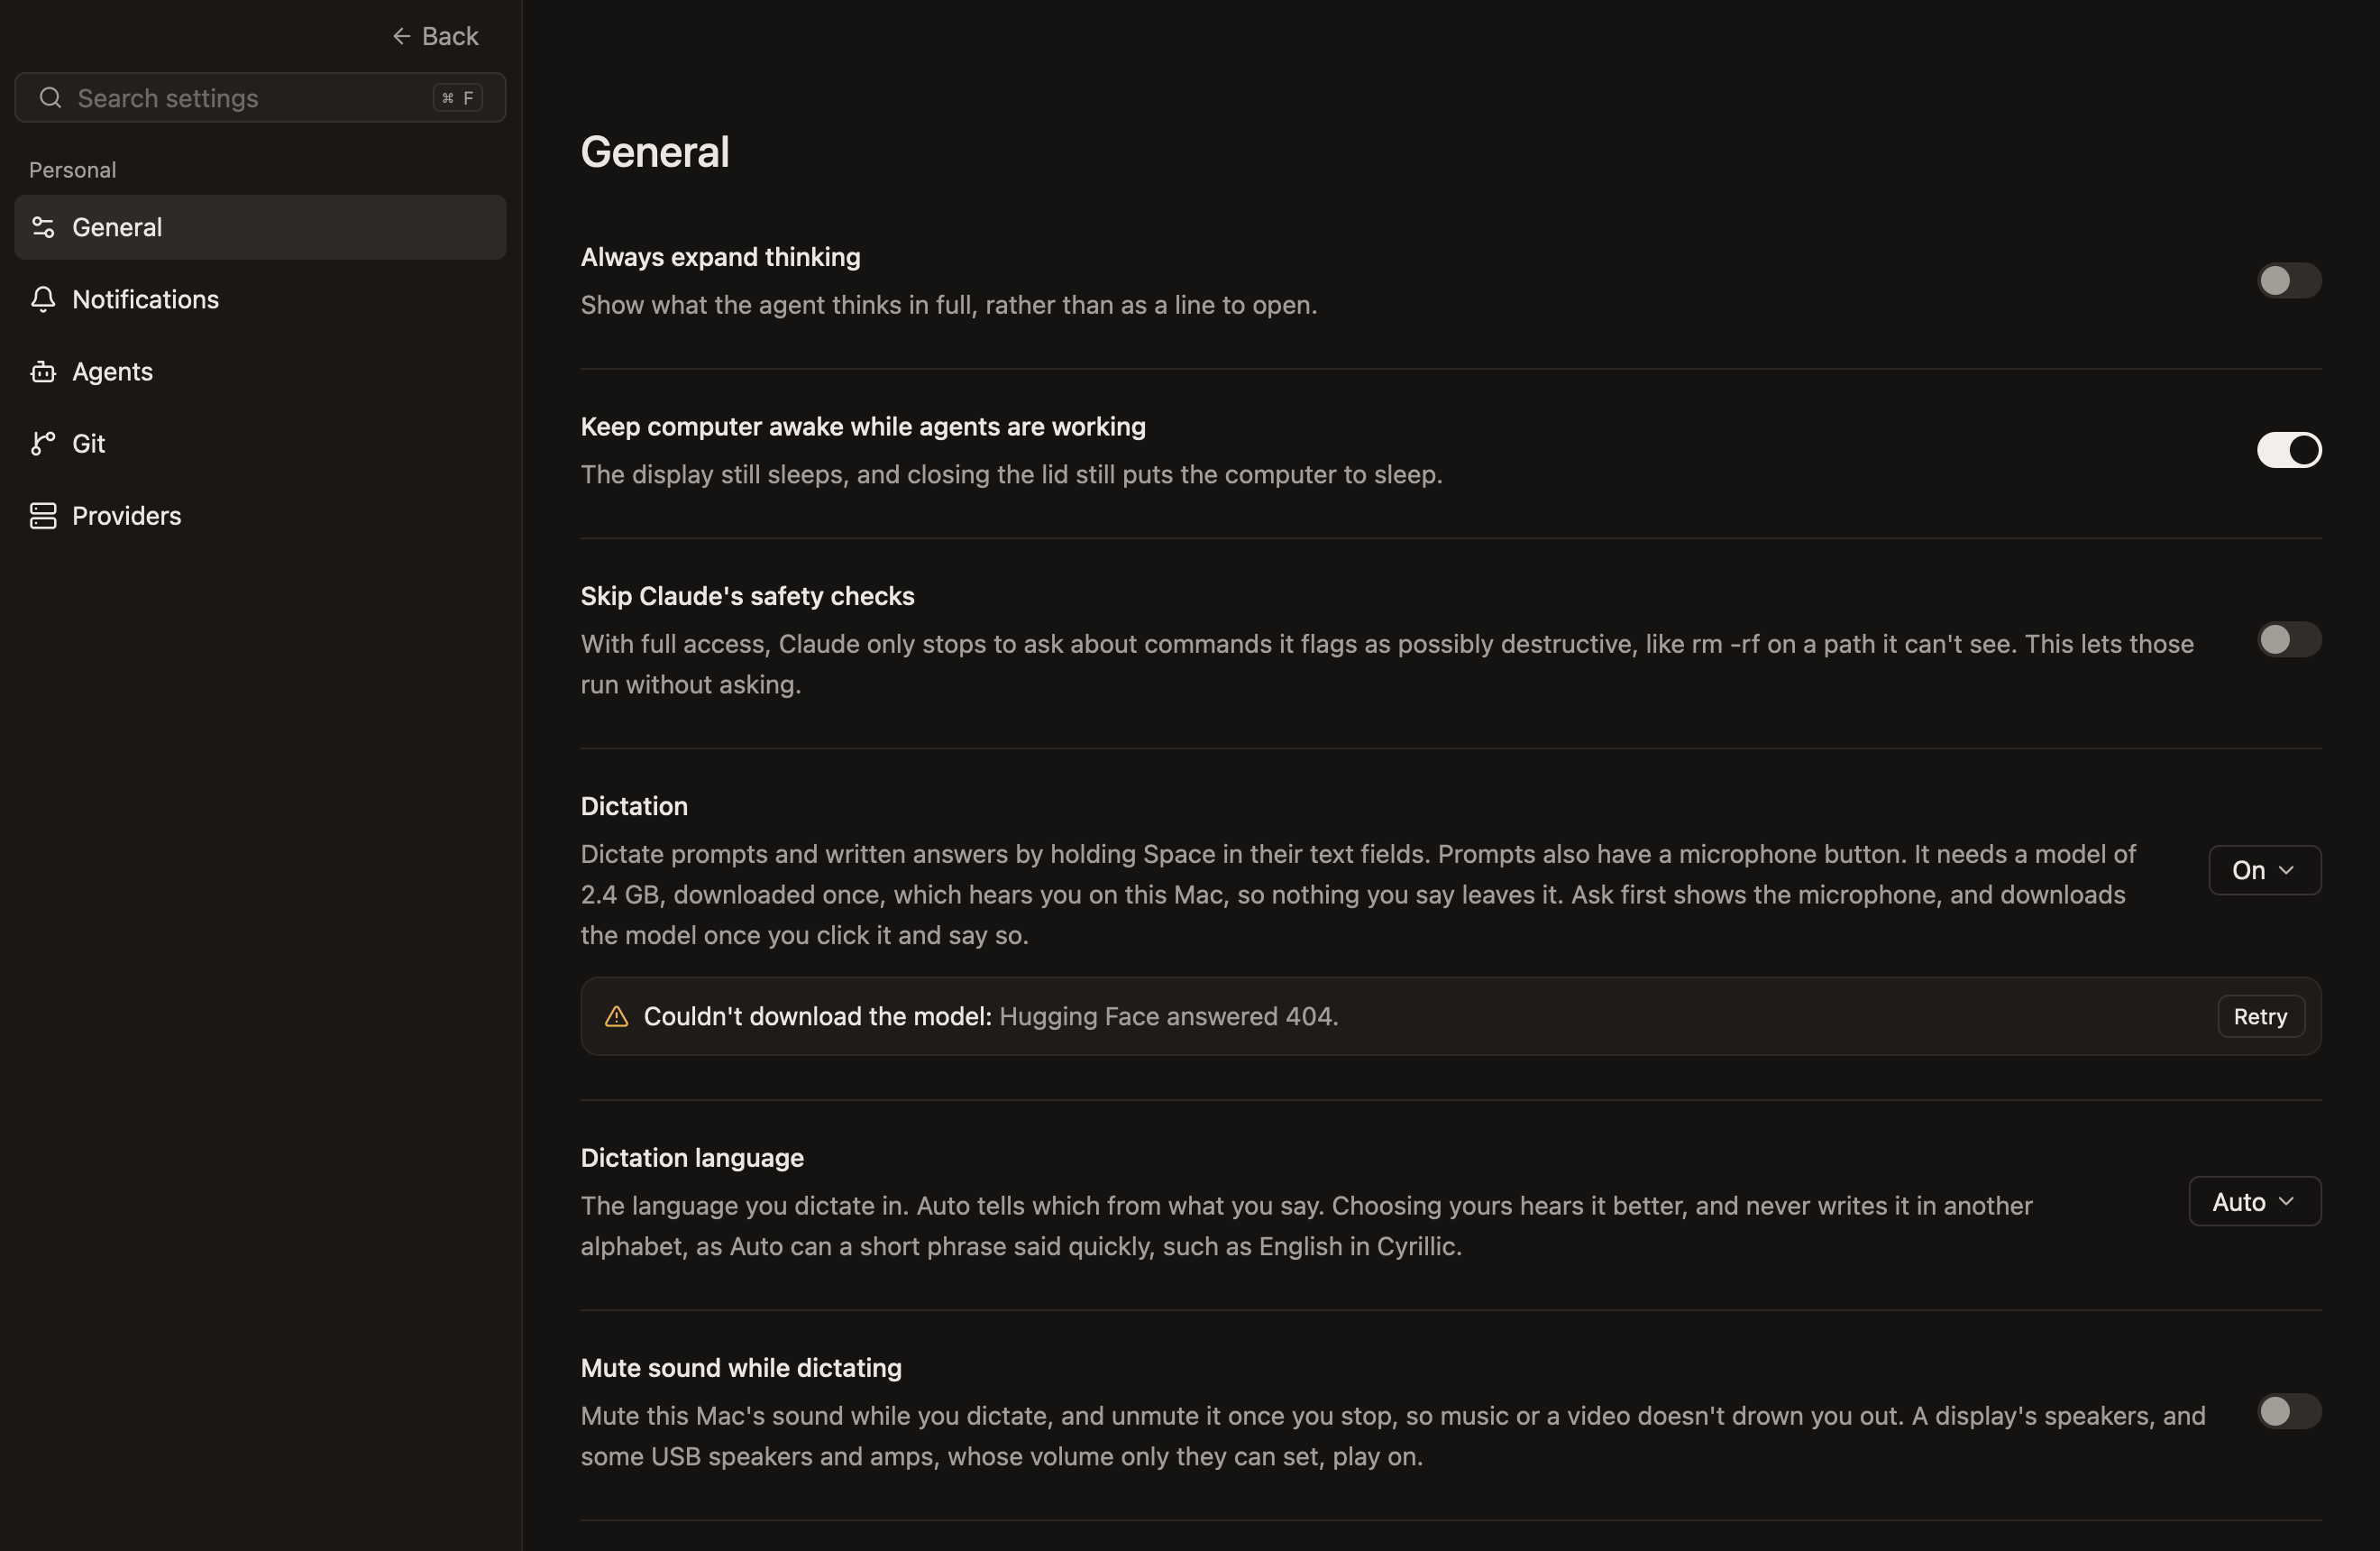 Back
Search settings
⌘ F
Personal
General
Notifications
Agents
Git
Providers
General
Always expand thinking
Show what the agent thinks in full, rather than as a line to open.
Keep computer awake while agents are working
The display still sleeps, and closing the lid still puts the computer to sleep.
Skip Claude's safety checks
With full access, Claude only stops to ask about commands it flags as possibly destructive, like rm -rf on a path it can't see. This lets those
run without asking.
Dictation
Dictate prompts and written answers by holding Space in their text fields. Prompts also have a microphone button. It needs a model of
2.4 GB, downloaded once, which hears you on this Mac, so nothing you say leaves it. Ask first shows the microphone, and downloads
the model once you click it and say so.
On
Couldn't download the model: Hugging Face answered 404.
Retry
Dictation language
The language you dictate in. Auto tells which from what you say. Choosing yours hears it better, and never writes it in another
alphabet, as Auto can a short phrase said quickly, such as English in Cyrillic.
Auto
Mute sound while dictating
Mute this Mac's sound while you dictate, and unmute it once you stop, so music or a video doesn't drown you out. A display's speakers, and
some USB speakers and amps, whose volume only they can set, play on.